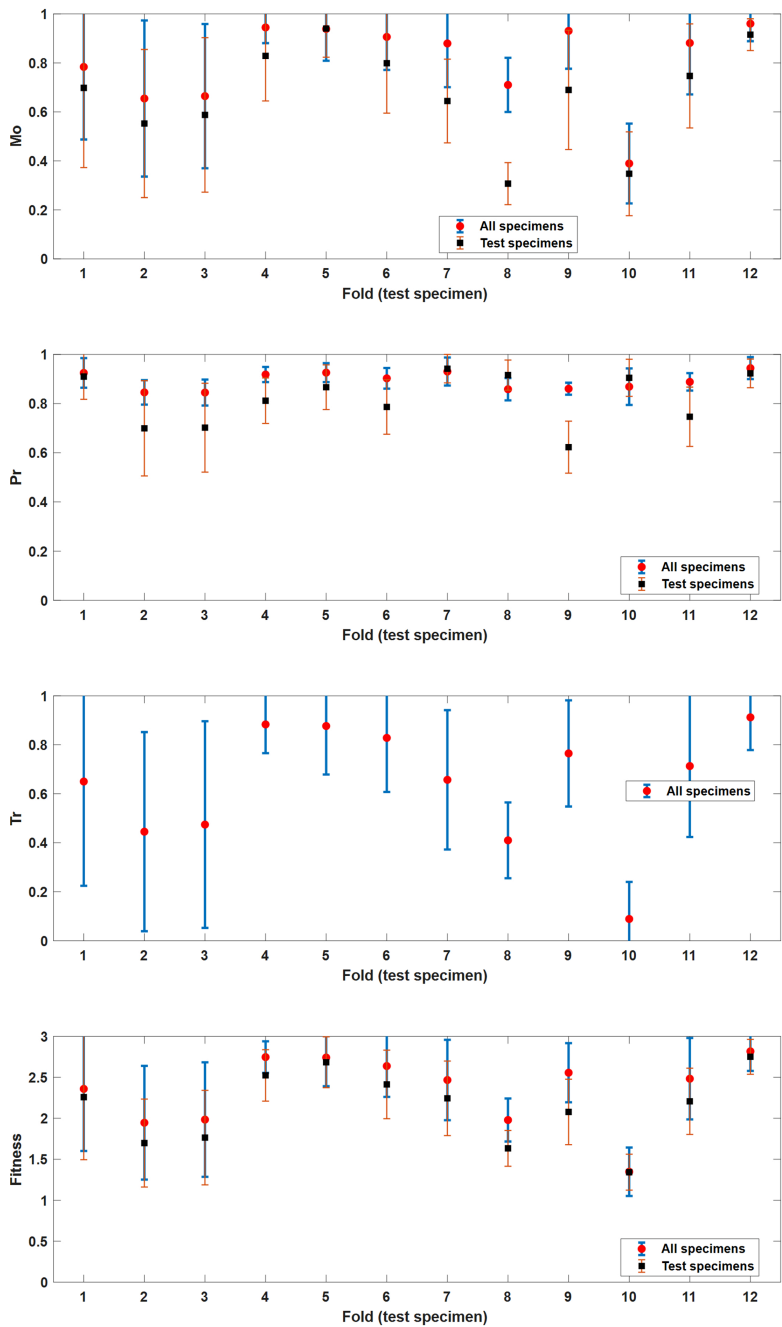 1
0.8
0.6
0.4
0.2
0
Mo
All specimens
Test specimens
1 2 3 4 5 6 7 8 9 10 11 12
Fold (test specimen)
1
0.8
0.6
0.4
0.2
0
Pr
All specimens
Test specimens
1 2 3 4 5 6 7 8 9 10 11 12
Fold (test specimen)
1
0.8
0.6
0.4
0.2
0
Tr
All specimens
1 2 3 4 5 6 7 8 9 10 11 12
Fold (test specimen)
3
2.5
2
1.5
1
0.5
0
Fitness
All specimens
Test specimens
1 2 3 4 5 6 7 8 9 10 11 12
Fold (test specimen)